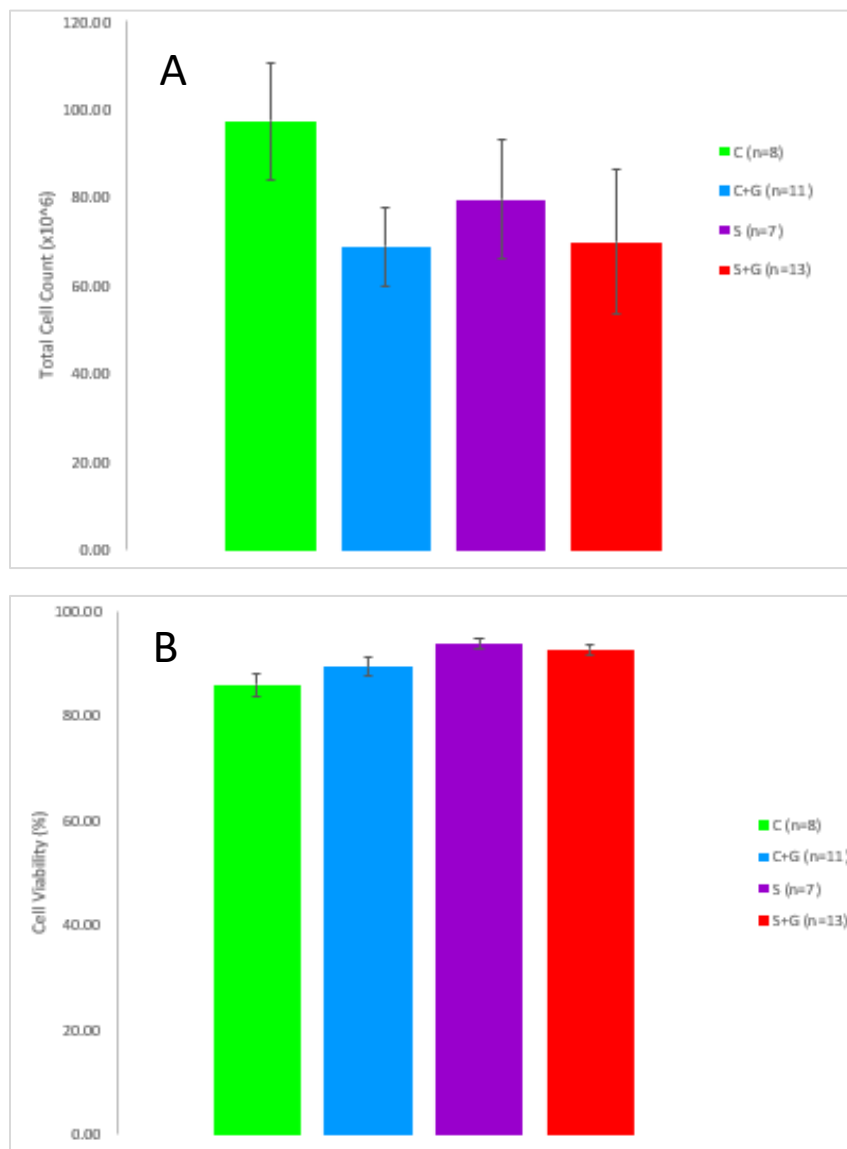 A
120.00
100.00
80.00
60.00
40.00
20.00
0.00
Total Cell Count (x10^6)
C (n=8)
C+G (n=11)
S (n=7)
S+G (n=13)
B
100.00
80.00
60.00
40.00
20.00
0.00
Cell Viability (%)
C (n=8)
C+G (n=11)
S (n=7)
S+G (n=13)